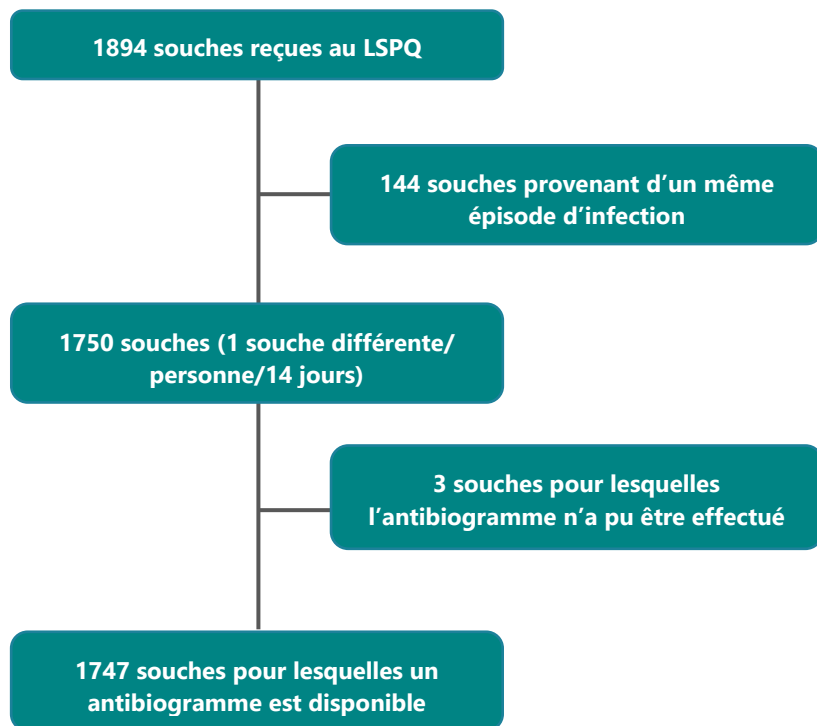 1894 souches reçues au LSPQ
144 souches provenant d’un même
épisode d’infection
1750 souches (1 souche différente/
personne/14 jours)
3 souches pour lesquelles
l’antibiogramme n’a pu être effectué
1747 souches pour lesquelles un
antibiogramme est disponible